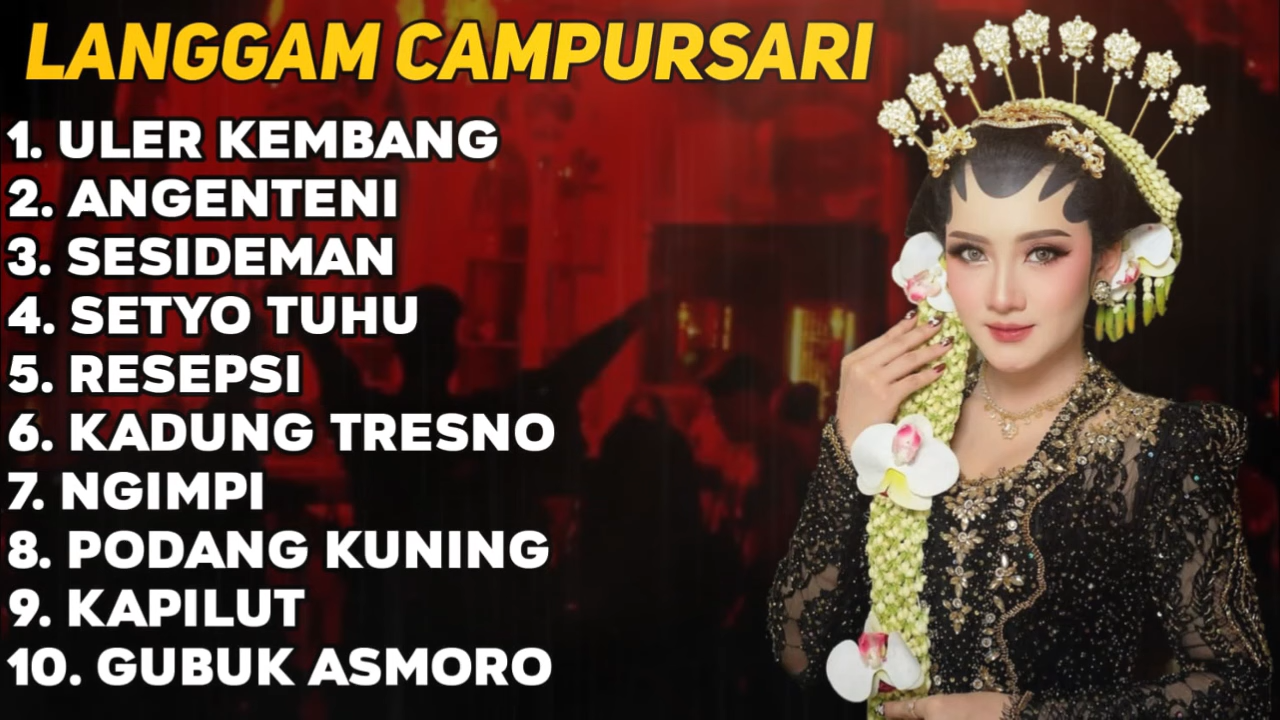 LANGGAM CAMPURSARI
1. ULER KEMBANG
2. ANGENTENI
3. SESIDEMAN
4. SETYO TUHU
5. RESEPSI
6. KADUNG TRESNO
7. NGIMPI
8. PODANG KUNING
9. KAPILUT
10. GUBUK ASMORO